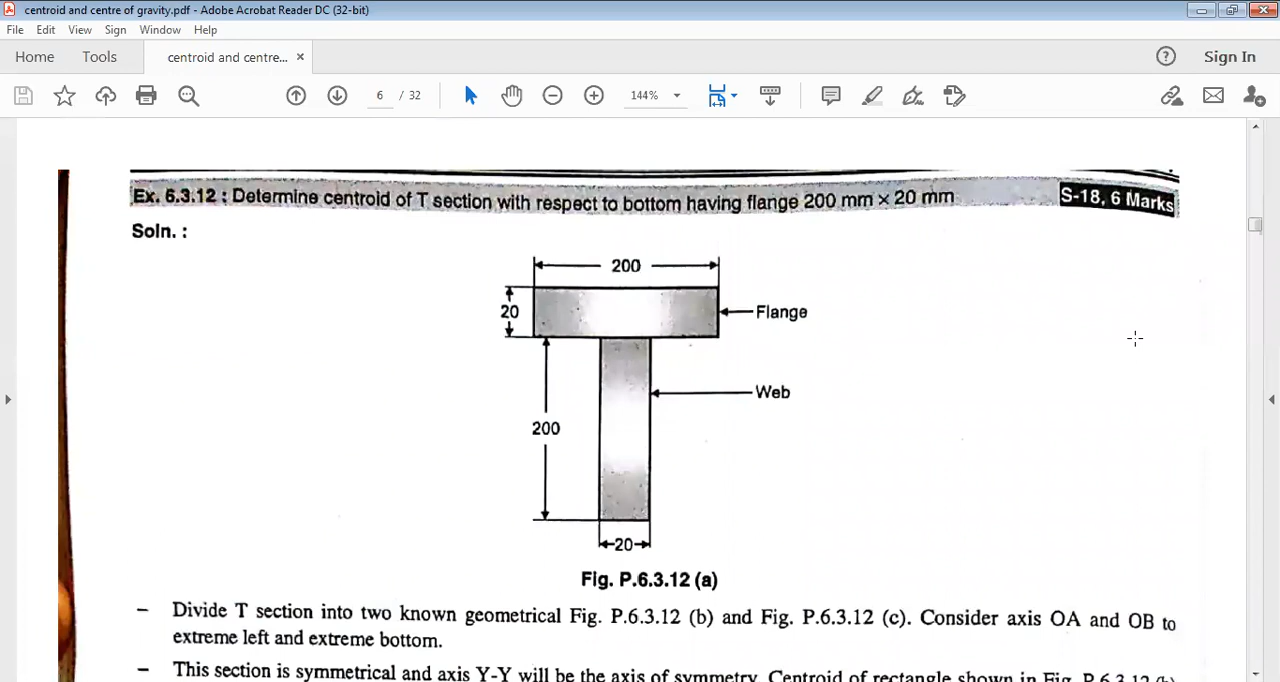 centroid and centre of gravity.pdf - Adobe Acrobat Reader DC (32-bit)
File Edit View Sign Window Help
Home Tools centroid and centre... × Sign In
6 / 32 144%
Ex. 6.3.12 : Determine centroid of T section with respect to bottom having flange 200 mm × 20 mm S-18, 6 Marks
Soln. :
200
20
Flange
Web
200
20
Fig. P.6.3.12 (a)
– Divide T section into two known geometrical Fig. P.6.3.12 (b) and Fig. P.6.3.12 (c). Consider axis OA and OB to
extreme left and extreme bottom.
– This section is symmetrical and axis Y-Y will be the axis of symmetry. Centroid of rectangle shown in Fig. P.6.3.12 (b)